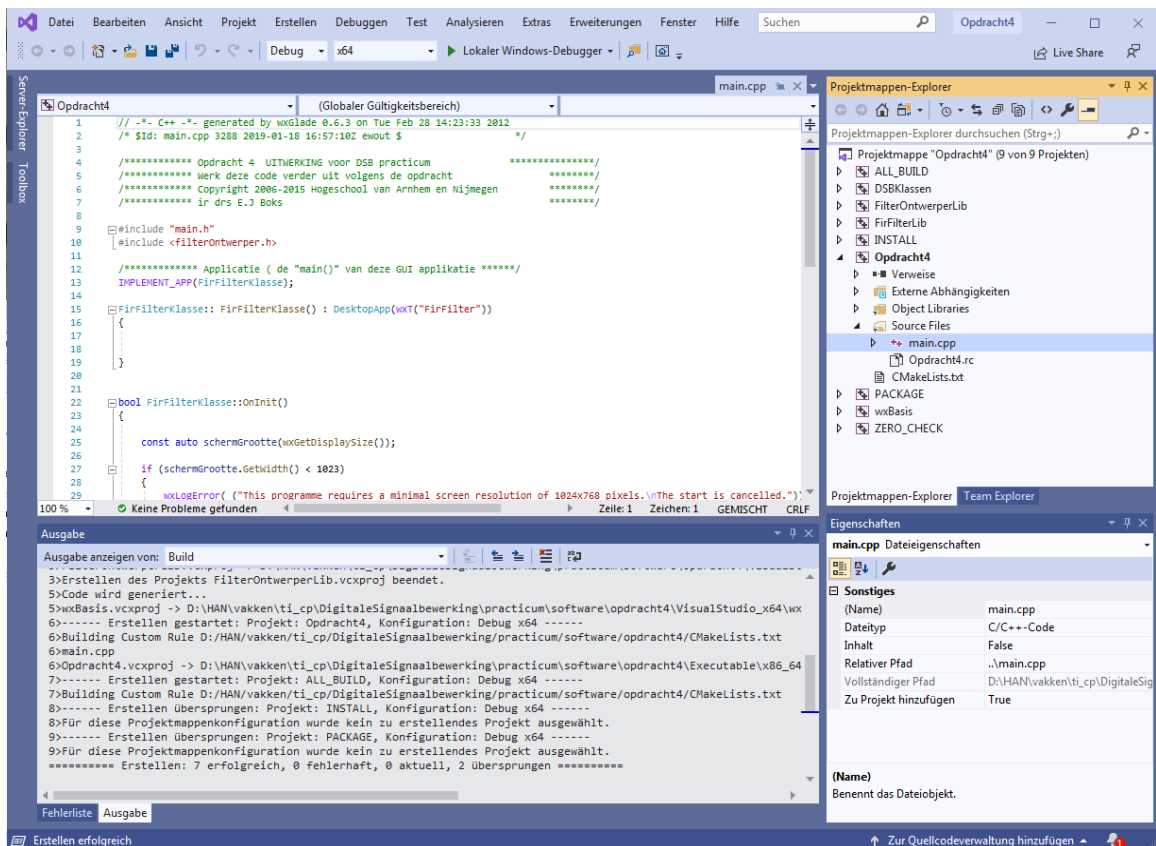 Datei Bearbeiten Ansicht Projekt Erstellen Debuggen Test Analysieren Extras Erweiterungen Fenster Hilfe Suchen Opdracht4
Debug x64 Lokaler Windows-Debugger Live Share
Server-Explorer
Toolbox
main.cpp
Opdracht4 (Globaler Gültigkeitsbereich)
1 // -*- C++ -*- generated by wxGlade 0.6.3 on Tue Feb 28 14:23:33 2012
2 /* $Id: main.cpp 3288 2019-01-18 16:57:10Z ewout $ */
3
4 /************ Opdracht 4 UITWERKING voor DSB practicum ***************/
5 /************ Werk deze code verder uit volgens de opdracht ********/
6 /************ Copyright 2006-2015 Hogeschool van Arnhem en Nijmegen ********/
7 /************ ir drs E.J Boks ********/
8
9 #include "main.h"
10 #include <filterOntwerper.h>
11
12 /************* Applicatie ( de "main()" van deze GUI applikatie ******/
13 IMPLEMENT_APP(FirFilterKlasse);
14
15 FirFilterKlasse:: FirFilterKlasse() : DesktopApp(wxT("FirFilter"))
16 {
17
18
19 }
20
21
22 bool FirFilterKlasse::OnInit()
23 {
24
25 const auto schermGrootte(wxGetDisplaySize());
26
27 if (schermGrootte.GetWidth() < 1023)
28 {
29 wxLogError( ("This programme requires a minimal screen resolution of 1024x768 pixels.\nThe start is cancelled."))
100 % Keine Probleme gefunden Zeile: 1 Zeichen: 1 GEMISCHT CRLF
Ausgabe
Ausgabe anzeigen von: Build
3>Erstellen des Projekts FilterOntwerperLib.vcxproj beendet.
5>Code wird generiert...
5>wxBasis.vcxproj -> D:\HAN\vakken\ti_cp\DigitaleSignaalbewerking\practicum\software\opdracht4\VisualStudio_x64\wx
6>------ Erstellen gestartet: Projekt: Opdracht4, Konfiguration: Debug x64 ------
6>Building Custom Rule D:/HAN/vakken/ti_cp/DigitaleSignaalbewerking/practicum/software/opdracht4/CMakeLists.txt
6>main.cpp
6>Opdracht4.vcxproj -> D:\HAN\vakken\ti_cp\DigitaleSignaalbewerking\practicum\software\opdracht4\Executable\x86_64
7>------ Erstellen gestartet: Projekt: ALL_BUILD, Konfiguration: Debug x64 ------
7>Building Custom Rule D:/HAN/vakken/ti_cp/DigitaleSignaalbewerking/practicum/software/opdracht4/CMakeLists.txt
8>------ Erstellen übersprungen: Projekt: INSTALL, Konfiguration: Debug x64 ------
8>Für diese Projektmappenkonfiguration wurde kein zu erstellendes Projekt ausgewählt.
9>------ Erstellen übersprungen: Projekt: PACKAGE, Konfiguration: Debug x64 ------
9>Für diese Projektmappenkonfiguration wurde kein zu erstellendes Projekt ausgewählt.
========== Erstellen: 7 erfolgreich, 0 fehlerhaft, 0 aktuell, 2 übersprungen ==========
Fehlerliste Ausgabe
Projektmappen-Explorer
Projektmappen-Explorer durchsuchen (Strg+;)
Projektmappe "Opdracht4" (9 von 9 Projekten)
ALL_BUILD
DSBKlassen
FilterOntwerperLib
FirFilterLib
INSTALL
Opdracht4
Verweise
Externe Abhängigkeiten
Object Libraries
Source Files
main.cpp
Opdracht4.rc
CMakeLists.txt
PACKAGE
wxBasis
ZERO_CHECK
Projektmappen-Explorer Team Explorer
Eigenschaften
main.cpp Dateieigenschaften
Sonstiges
(Name) main.cpp
Dateityp C/C++-Code
Inhalt False
Relativer Pfad ..\main.cpp
Vollständiger Pfad D:\HAN\vakken\ti_cp\DigitaleSig
Zu Projekt hinzufügen True
(Name)
Benennt das Dateiobjekt.
Erstellen erfolgreich Zur Quellcodeverwaltung hinzufügen 1